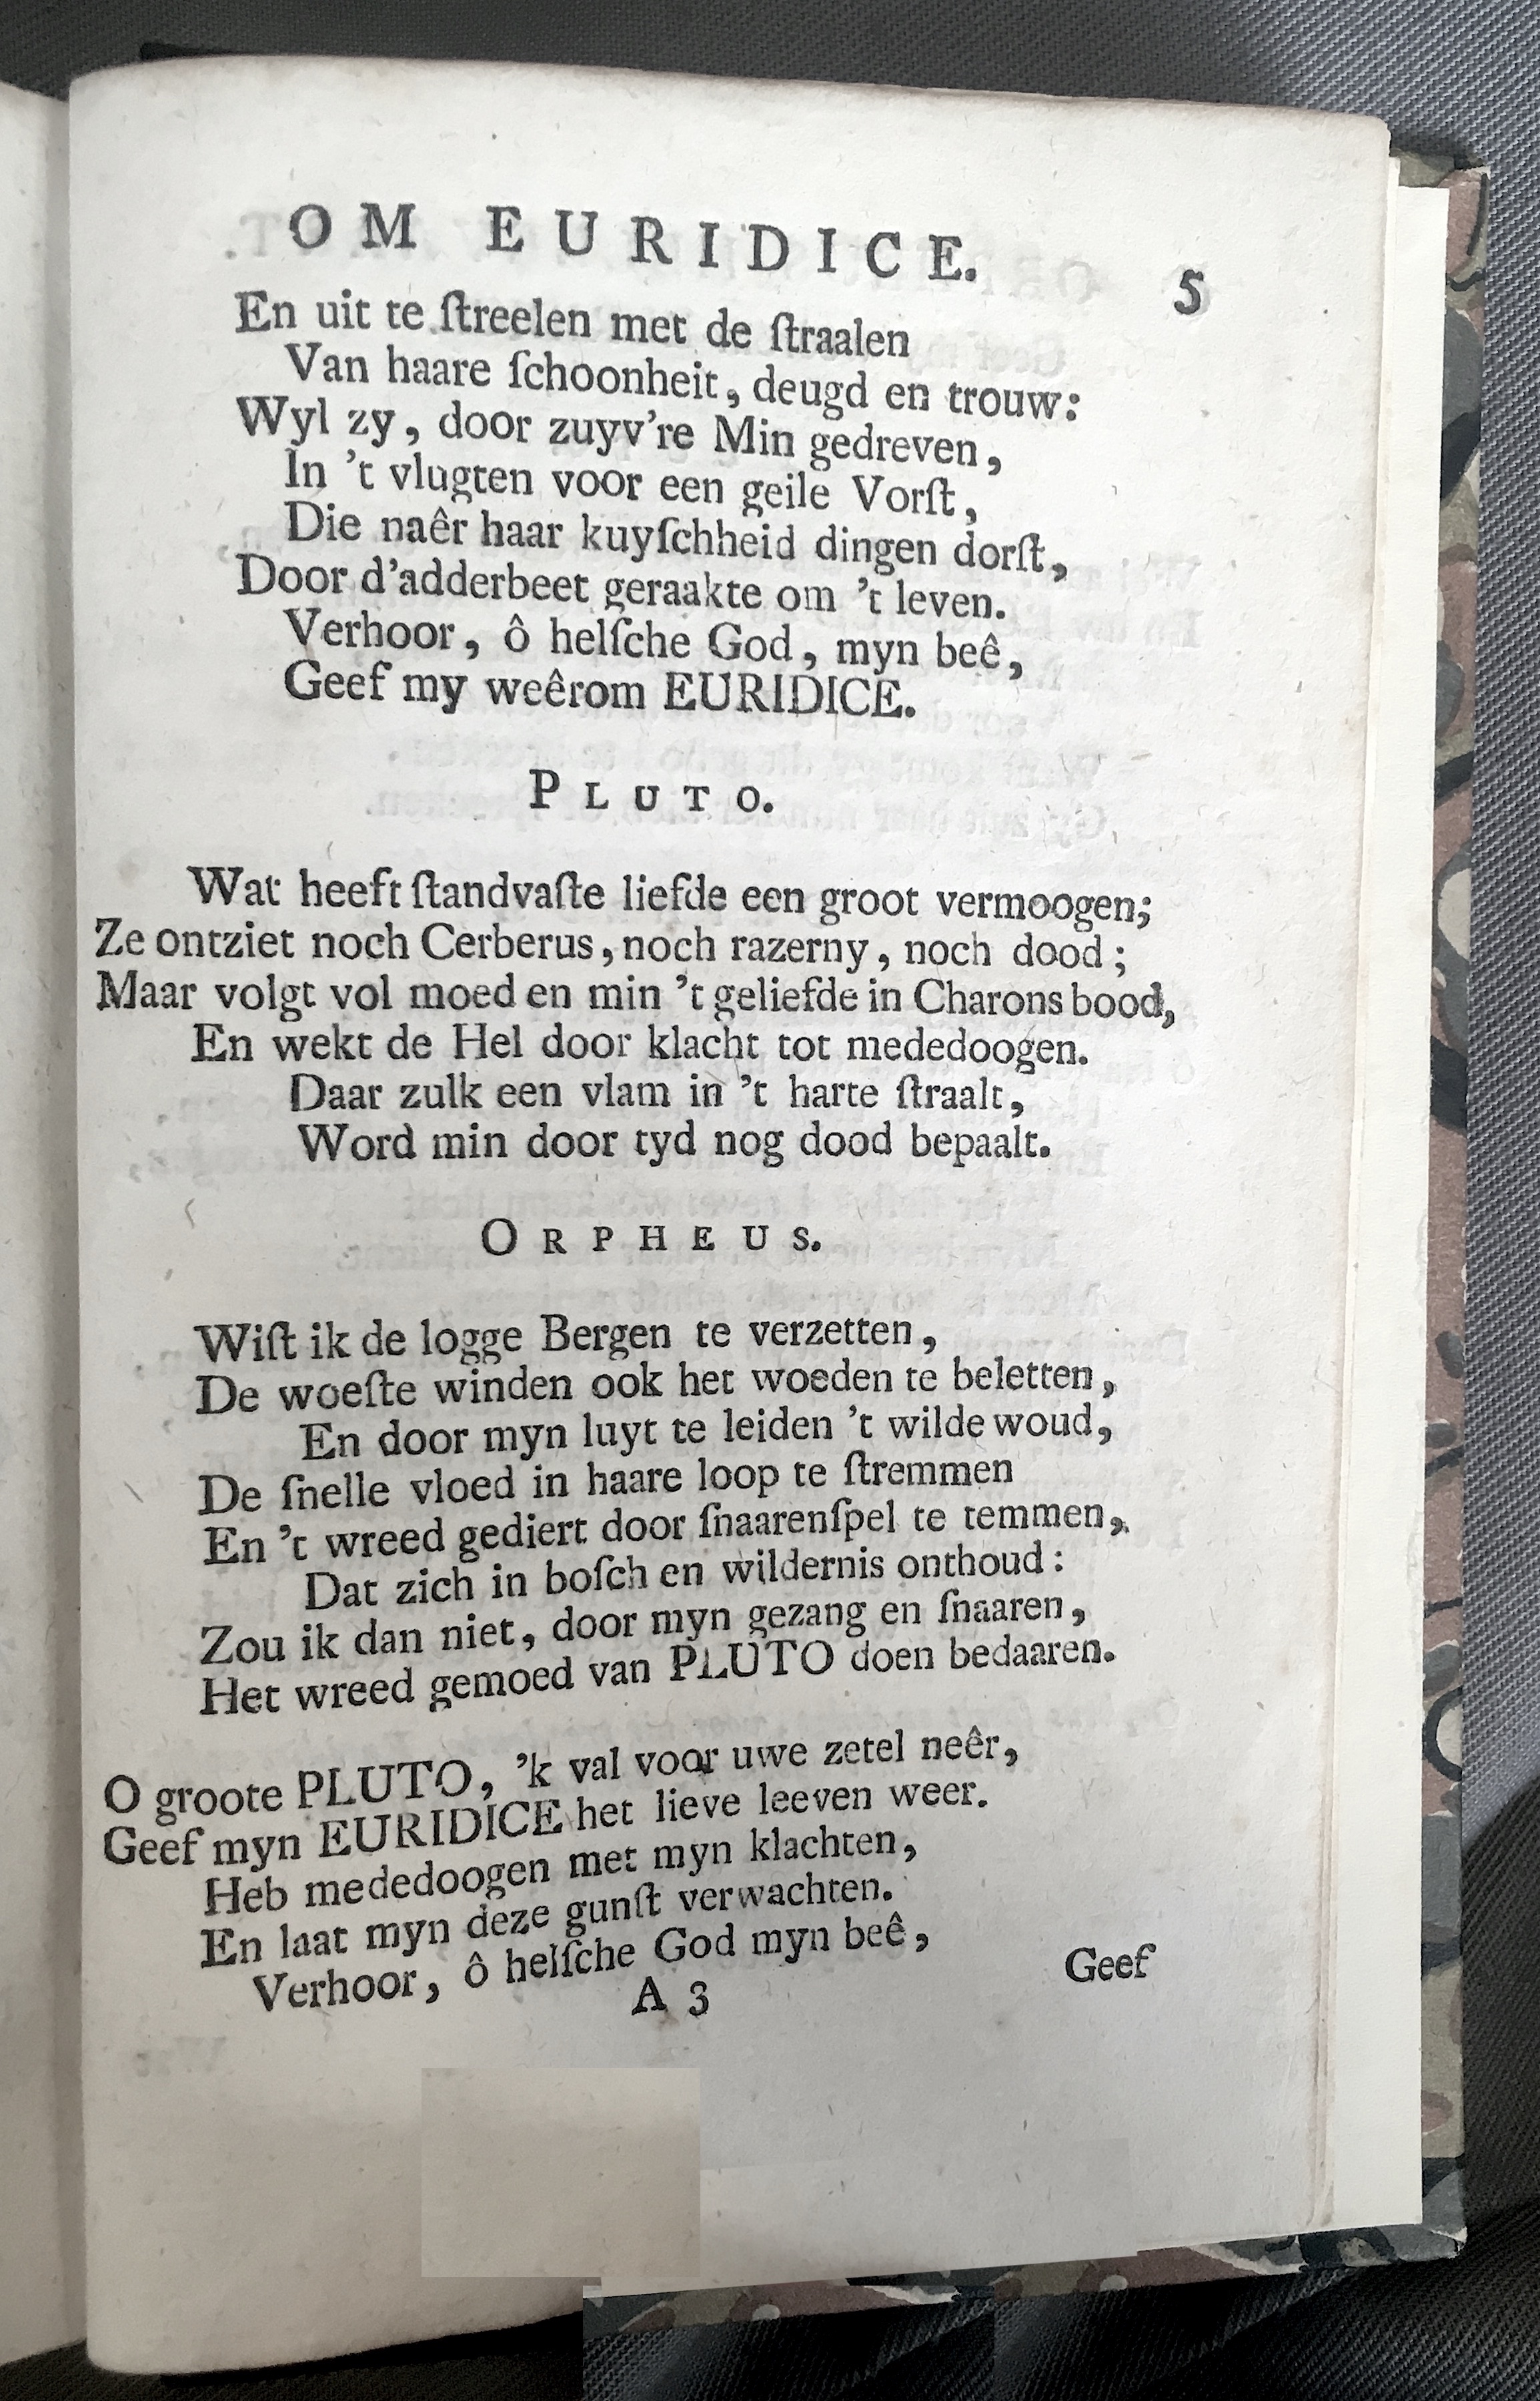 OM EURIDICE. 5
En uit te ſtreelen met de ſtraalen
Van haare ſchoonheit, deugd en trouw:
Wyl zy, door zuyv're Min gedreven,
In 't vlugten voor een geile Vorſt,
Die naêr haar kuyſchheid dingen dorſt,
Door d'adderbeet geraakte om 't leven.
Verhoor, ô helſche God, myn beê,
Geef my weêrom EURIDICE.
PLUTO.
Wat heeft ſtandvaſte liefde een groot vermoogen;
Ze ontziet noch Cerberus, noch razerny, noch dood;
Maar volgt vol moed en min 't geliefde in Charons bood,
En wekt de Hel door klacht tot mededoogen.
Daar zulk een vlam in 't harte ſtraalt,
Word min door tyd nog dood bepaalt.
ORPHEUS.
Wiſt ik de logge Bergen te verzetten,
De woeſte winden ook het woeden te beletten,
En door myn luyt te leiden 't wilde woud,
De ſnelle vloed in haare loop te ſtremmen
En 't wreed gediert door ſnaarenſpel te temmen,
Dat zich in boſch en wildernis onthoud:
Zou ik dan niet, door myn gezang en ſnaaren,
Het wreed gemoed van PLUTO doen bedaaren.
O groote PLUTO, 'k val voor uwe zetel neêr,
Geef myn EURIDICE het lieve leeven weer.
Heb mededoogen met myn klachten,
En laat myn deze gunſt verwachten.
Verhoor, ô helſche God myn beê,
A 3
Geef